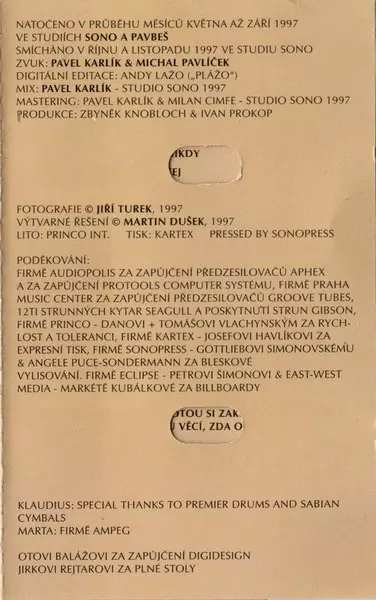 NATOČENO V PRŮBĚHU MĚSÍCŮ KVĚTNA AŽ ZÁŘÍ 1997
VE STUDIÍCH SONO A PAVBEŠ
SMÍCHÁNO V ŘÍJNU A LISTOPADU 1997 VE STUDIU SONO
ZVUK: PAVEL KARLÍK & MICHAL PAVLÍČEK
DIGITÁLNÍ EDITACE: ANDY LAŽO („PLÁŽO“)
MIX: PAVEL KARLÍK - STUDIO SONO 1997
MASTERING: PAVEL KARLÍK & MILAN CIMFE - STUDIO SONO 1997
PRODUKCE: ZBYNĚK KNOBLOCH & IVAN PROKOP
IKDY
EJ
FOTOGRAFIE © JIŘÍ TUREK, 1997
VÝTVARNÉ ŘEŠENÍ © MARTIN DUŠEK, 1997
LITO: PRINCO INT. TISK: KARTEX PRESSED BY SONOPRESS
PODĚKOVÁNÍ:
FIRMĚ AUDIOPOLIS ZA ZAPŮJČENÍ PŘEDZESILOVAČŮ APHEX
A ZA ZAPŮJČENÍ PROTOOLS COMPUTER SYSTÉMU, FIRMĚ PRAHA
MUSIC CENTER ZA ZAPŮJČENÍ PŘEDZESILOVAČŮ GROOVE TUBES,
12TI STRUNNÝCH KYTAR SEAGULL A POSKYTNUTÍ STRUN GIBSON,
FIRMĚ PRINCO - DANOVI + TOMÁŠOVI VLACHYNSKÝM ZA RYCH-
LOST A TOLERANCI, FIRMĚ KARTEX - JOSEFOVI HAVLÍKOVI ZA
EXPRESNÍ TISK, FIRMĚ SONOPRESS - GOTTLIEBOVI SIMONOVSKÉMU
& ANGELE PUCE-SONDERMANN ZA BLESKOVÉ
VYLISOVÁNÍ. FIRMĚ ECLIPSE - PETROVI ŠIMONOVI & EAST-WEST
MEDIA - MARKÉTĚ KUBÁLKOVÉ ZA BILLBOARDY
OTOU SI ZAK
VĚCÍ, ZDA O
KLAUDIUS: SPECIAL THANKS TO PREMIER DRUMS AND SABIAN
CYMBALS
MARTA: FIRMĚ AMPEG
OTOVI BALÁŽOVI ZA ZAPŮJČENÍ DIGIDESIGN
JIRKOVI REJTAROVI ZA PLNÉ STOLY